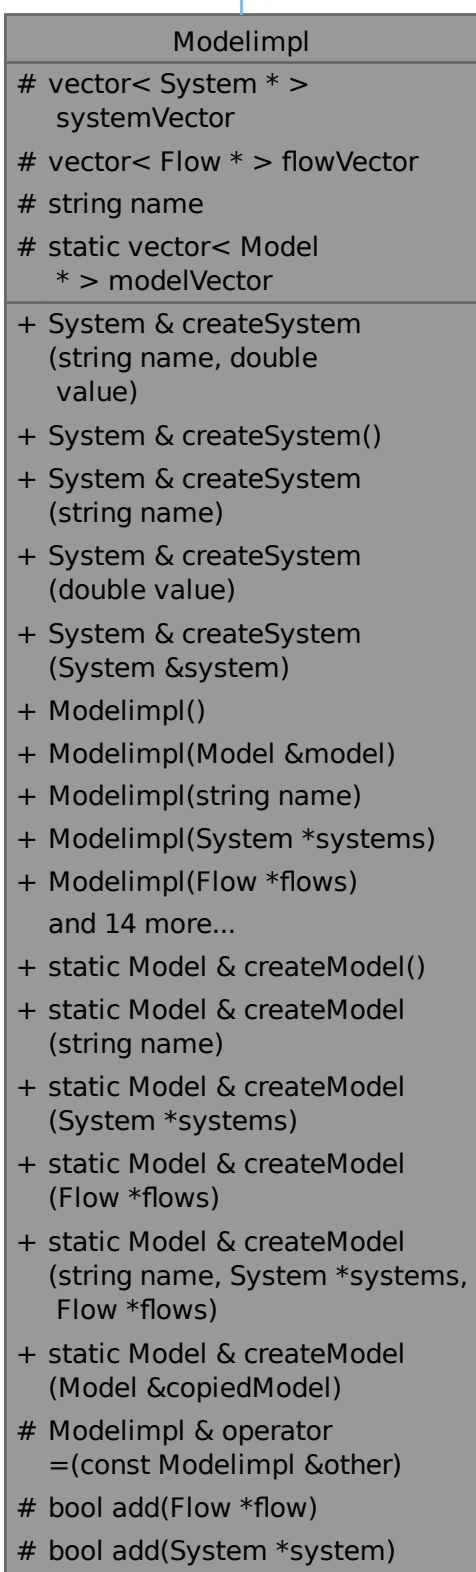 Modelimpl
# vector< System * >
systemVector
# vector< Flow * > flowVector
# string name
# static vector< Model
* > modelVector
+ System & createSystem
(string name, double
value)
+ System & createSystem()
+ System & createSystem
(string name)
+ System & createSystem
(double value)
+ System & createSystem
(System &system)
+ Modelimpl()
+ Modelimpl(Model &model)
+ Modelimpl(string name)
+ Modelimpl(System *systems)
+ Modelimpl(Flow *flows)
and 14 more...
+ static Model & createModel()
+ static Model & createModel
(string name)
+ static Model & createModel
(System *systems)
+ static Model & createModel
(Flow *flows)
+ static Model & createModel
(string name, System *systems,
Flow *flows)
+ static Model & createModel
(Model &copiedModel)
# Modelimpl & operator
=(const Modelimpl &other)
# bool add(Flow *flow)
# bool add(System *system)